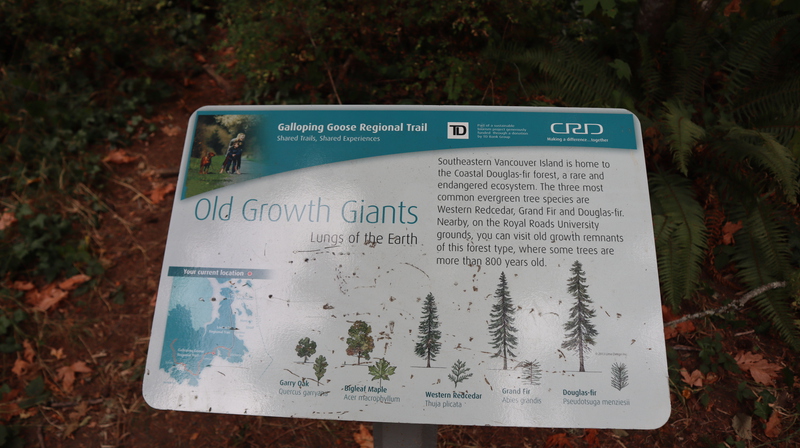 Galloping Goose Regional Trail
Shared Trails, Shared Experiences
TD
CRD
Making a difference...together
Old Growth Giants
Lungs of the Earth
Southeastern Vancouver Island is home to
the Coastal Douglas-fir forest, a rare and
endangered ecosystem. The three most
common evergreen tree species are
Western Redcedar, Grand Fir and Douglas-fir.
Nearby, on the Royal Roads University
grounds, you can visit old growth remnants
of this forest type, where some trees are
more than 800 years old.
Your current location
Garry Oak
Quercus garryana
Bigleaf Maple
Acer macrophyllum
Western Redcedar
Thuja plicata
Grand Fir
Abies grandis
Douglas-fir
Pseudotsuga menziesii